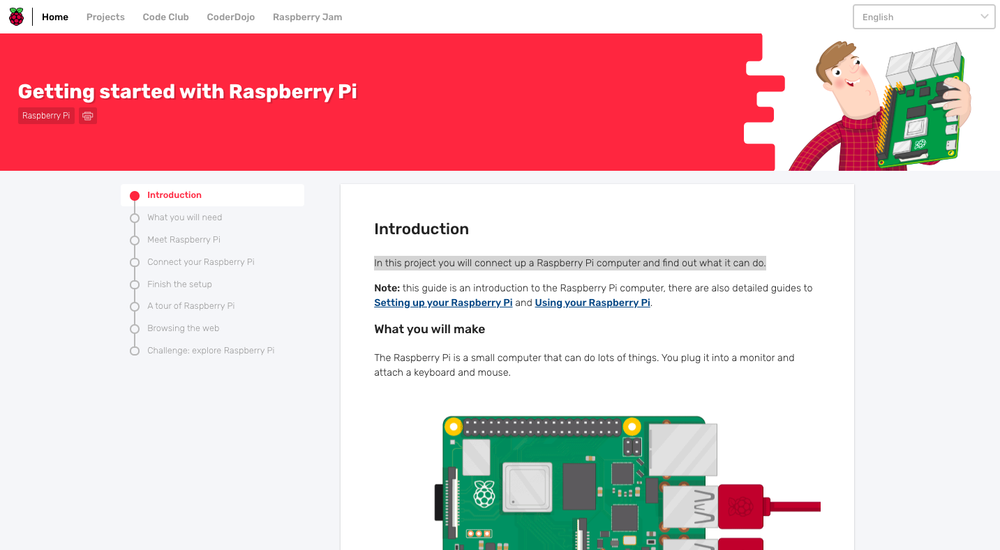 Home Projects Code Club CoderDojo Raspberry Jam English
Getting started with Raspberry Pi
Raspberry Pi
Introduction
What you will need
Meet Raspberry Pi
Connect your Raspberry Pi
Finish the setup
A tour of Raspberry Pi
Browsing the web
Challenge: explore Raspberry Pi
Introduction
In this project you will connect up a Raspberry Pi computer and find out what it can do.
Note: this guide is an introduction to the Raspberry Pi computer, there are also detailed guides to
Setting up your Raspberry Pi and Using your Raspberry Pi.
What you will make
The Raspberry Pi is a small computer that can do lots of things. You plug it into a monitor and
attach a keyboard and mouse.